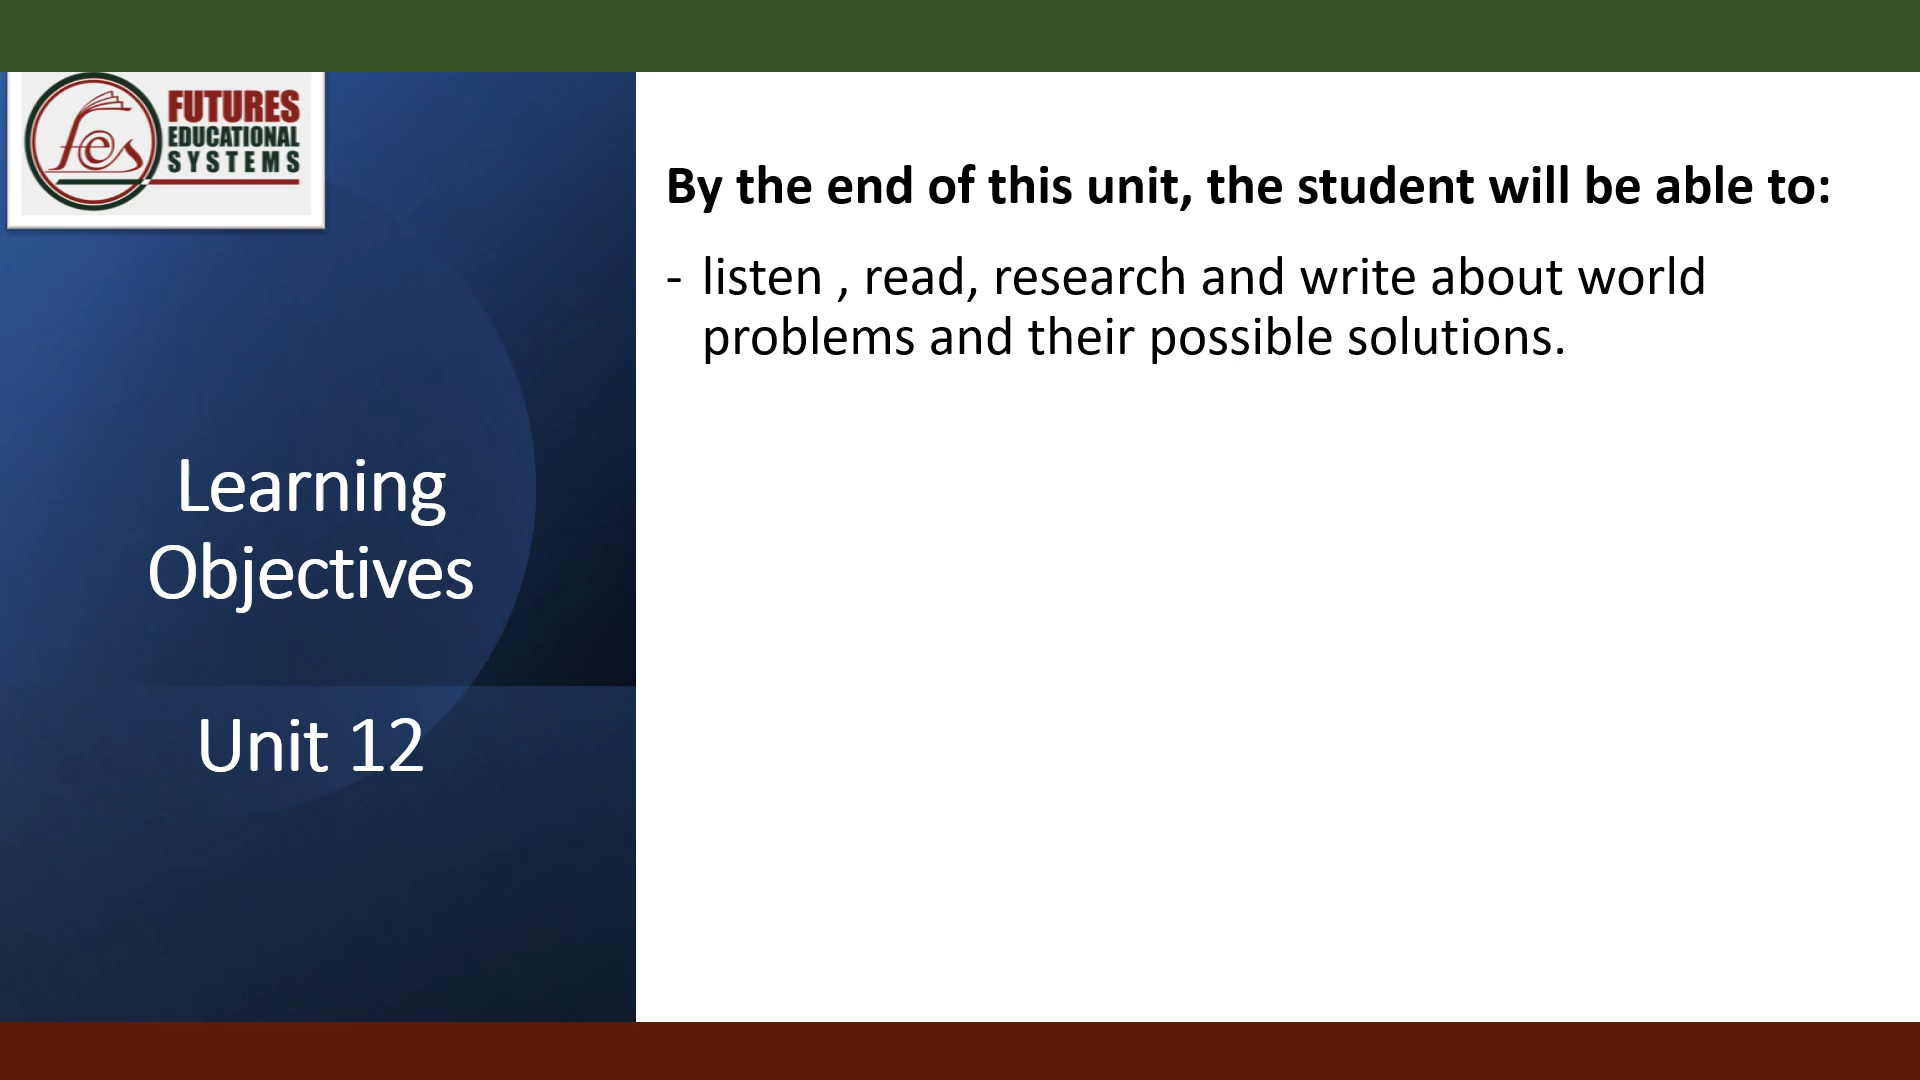 fes
FUTURES
EDUCATIONAL
SYSTEMS
Learning
Objectives
Unit 12
By the end of this unit, the student will be able to:
- listen , read, research and write about world
problems and their possible solutions.